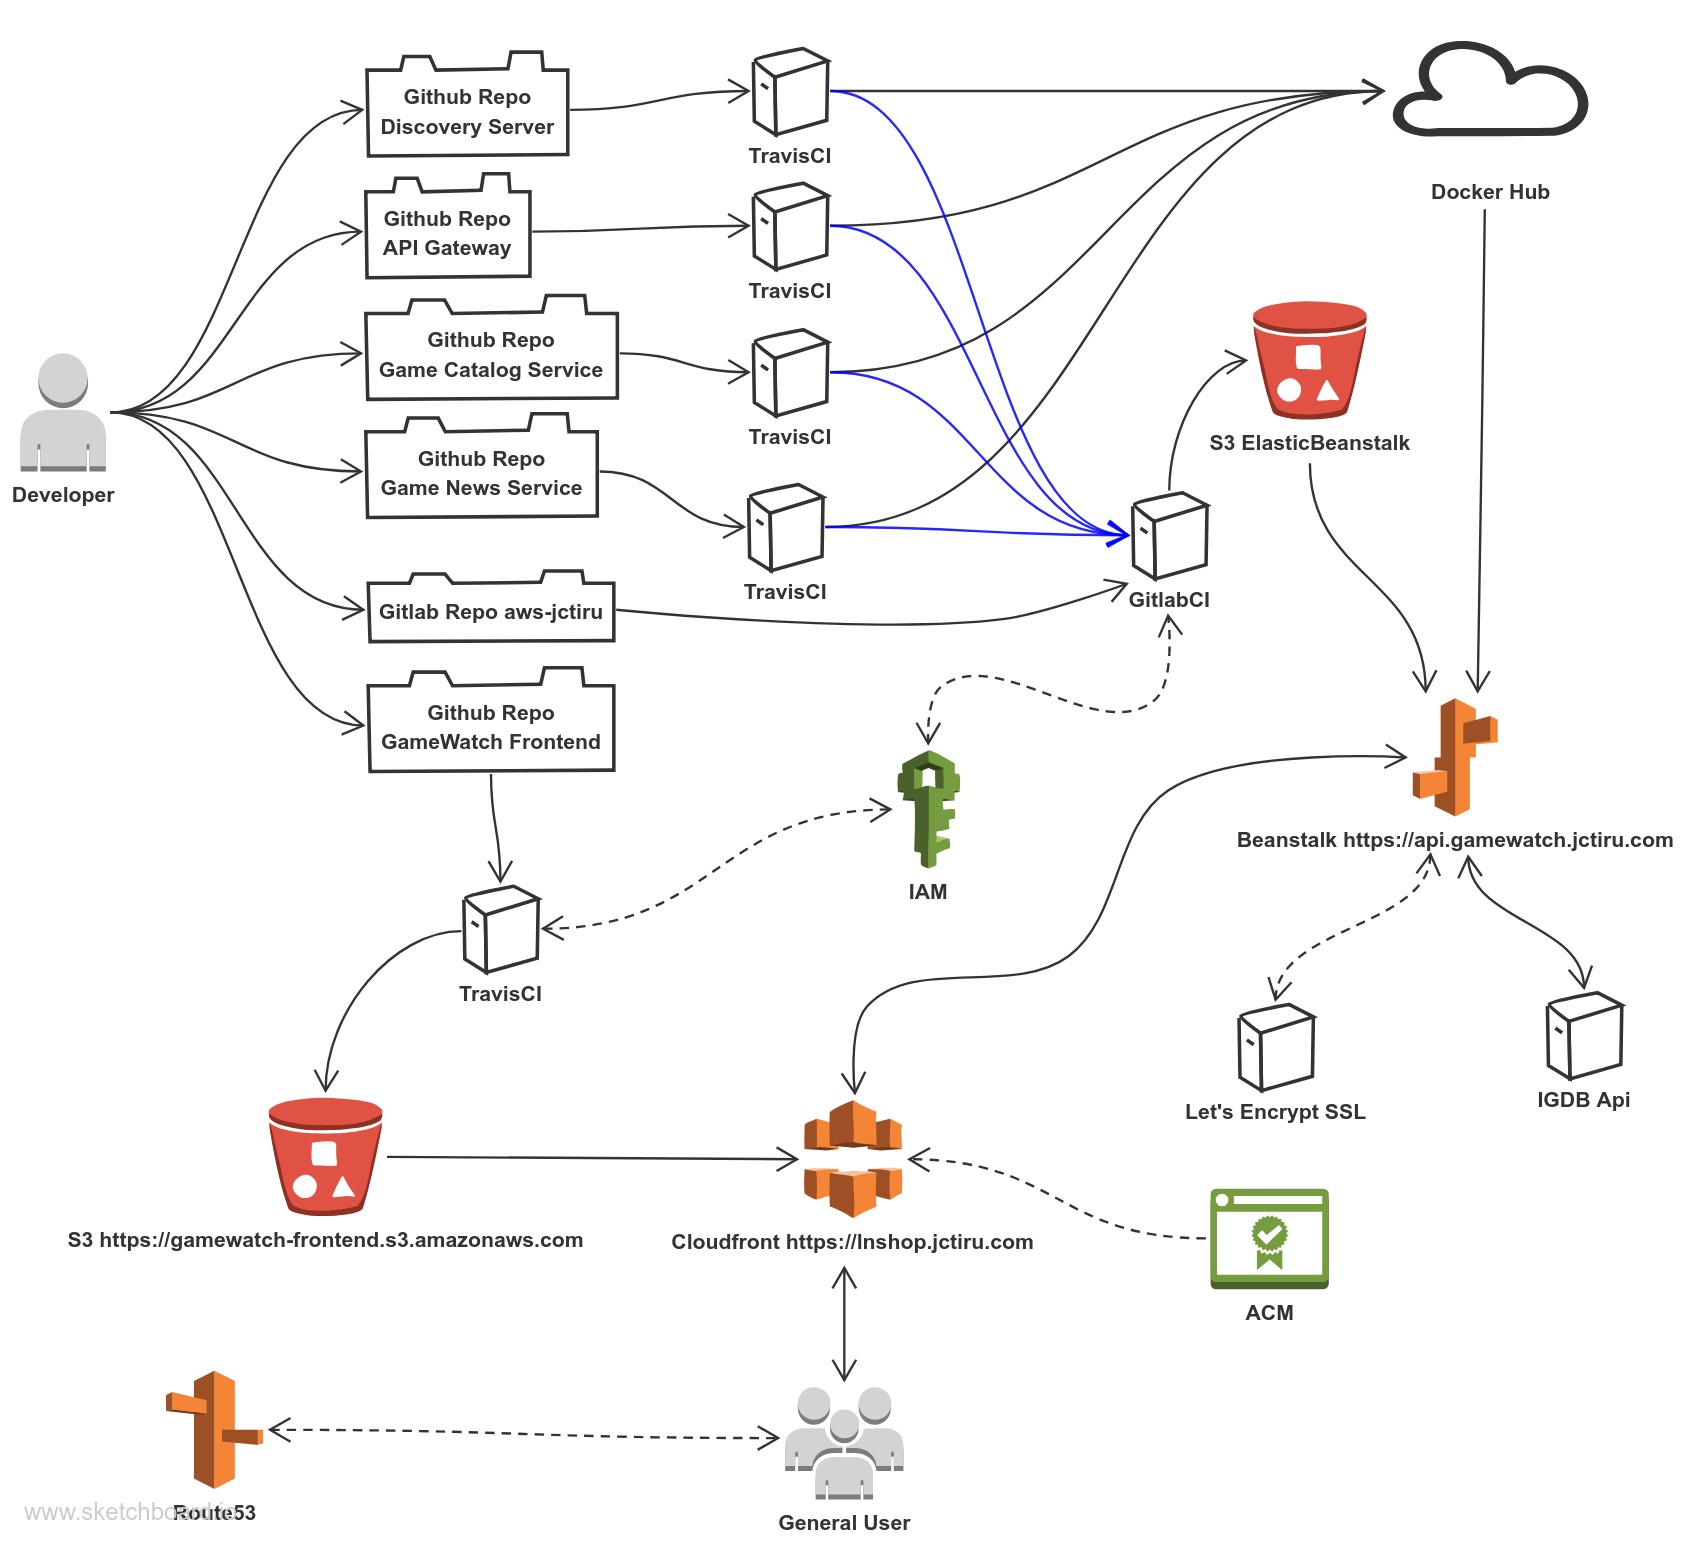 Github Repo
Discovery Server
TravisCI
Docker Hub
Github Repo
API Gateway
TravisCI
Github Repo
Game Catalog Service
TravisCI
S3 ElasticBeanstalk
Developer
Github Repo
Game News Service
TravisCI
GitlabCI
Gitlab Repo aws-jctiru
Github Repo
GameWatch Frontend
IAM
Beanstalk https://api.gamewatch.jctiru.com
TravisCI
Let's Encrypt SSL
IGDB Api
S3 https://gamewatch-frontend.s3.amazonaws.com
Cloudfront https://lnshop.jctiru.com
ACM
Route53
www.sketchboard.io
General User